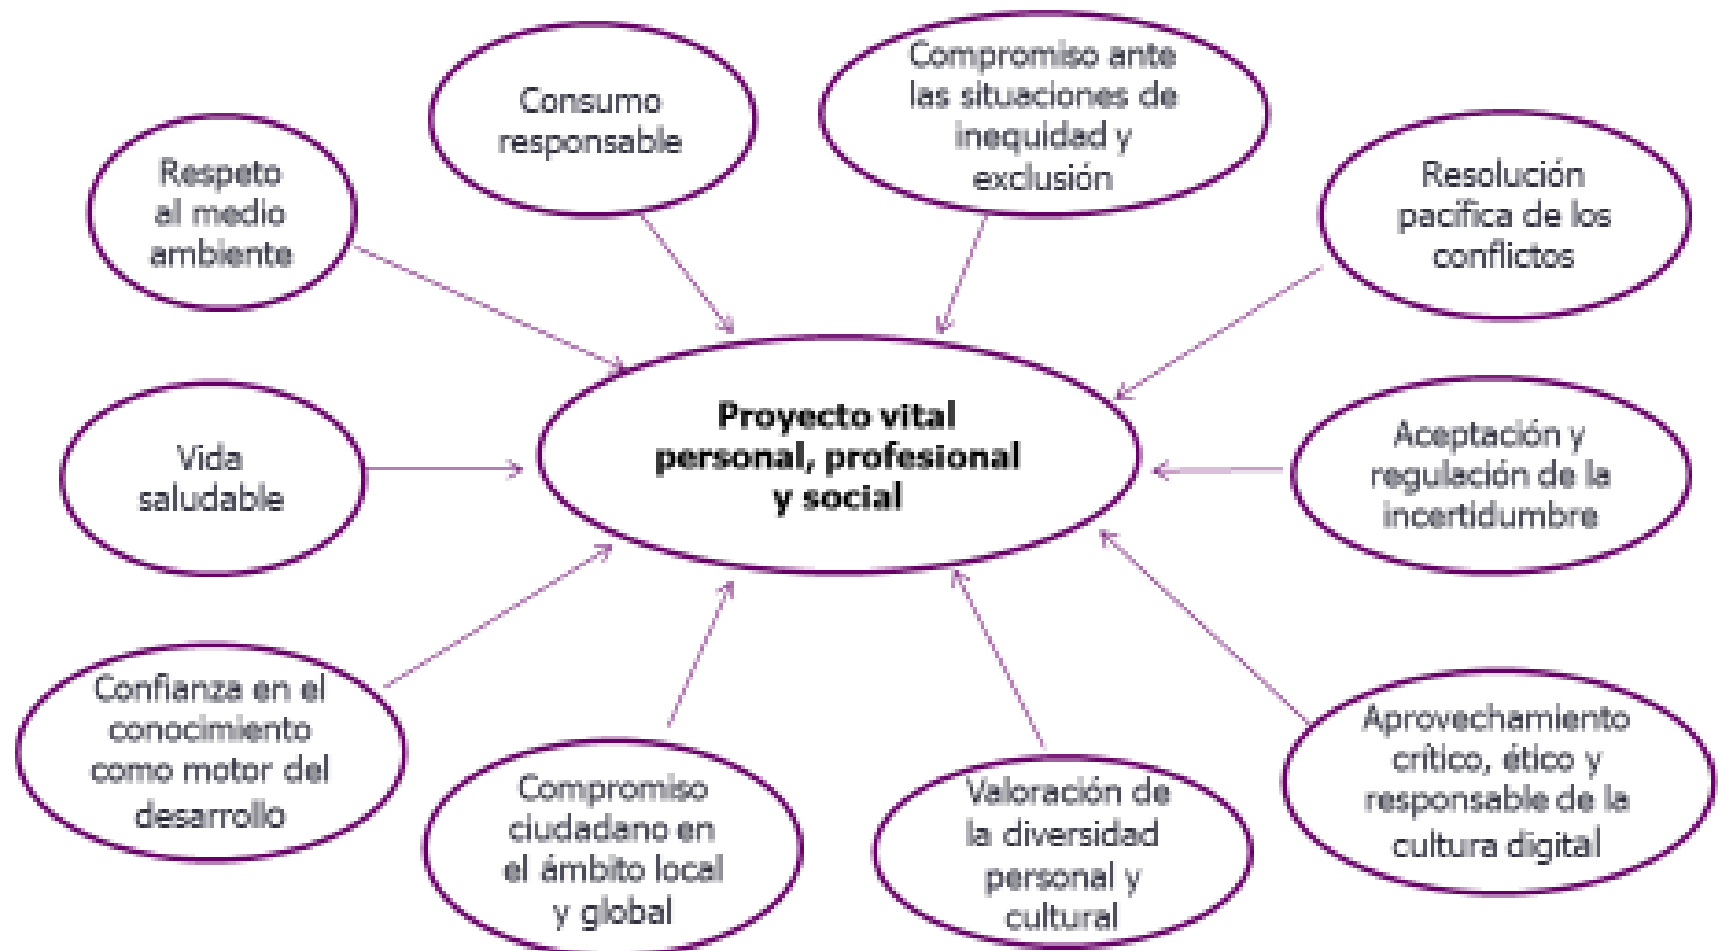 Respeto
al medio
ambiente
Consumo
responsable
Compromiso ante
las situaciones de
inequidad y
exclusión
Resolución
pacífica de los
conflictos
Vida
saludable
Proyecto vital
personal, profesional
y social
Aceptación y
regulación de la
incertidumbre
Confianza en el
conocimiento
como motor del
desarrollo
Compromiso
ciudadano en
el ámbito local
y global
Valoración de
la diversidad
personal y
cultural
Aprovechamiento
crítico, ético y
responsable de la
cultura digital